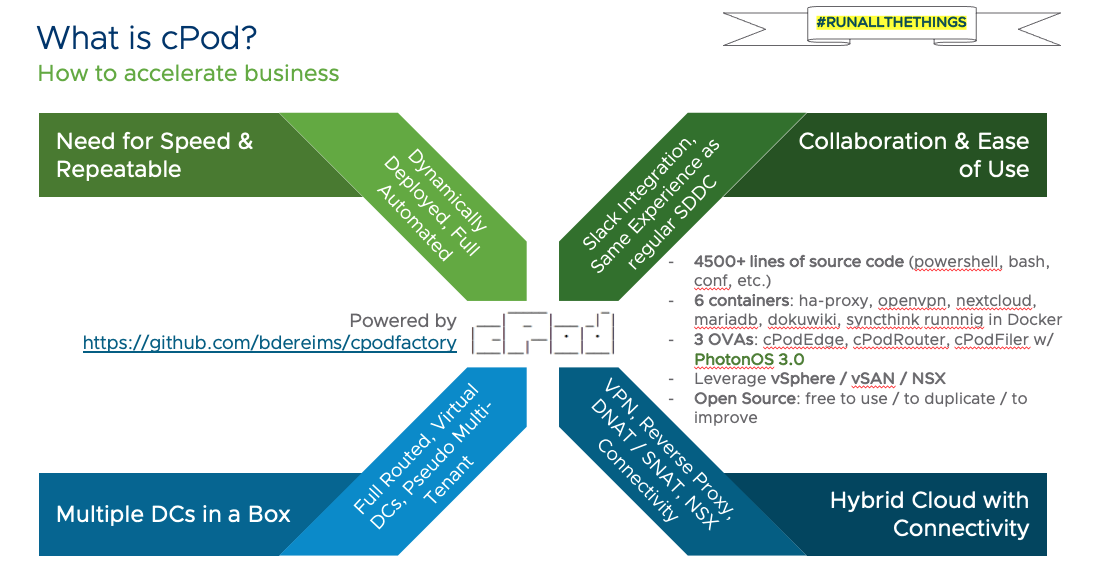 What is cPod?
How to accelerate business
#RUNALLTHETHINGS
Need for Speed &
Repeatable
Dynamically
Deployed, Full
Automated
Slack Integration,
Same Experience as
regular SDDC
Collaboration & Ease
of Use
Powered by
https://github.com/bdereims/cpodfactory
cPod
- 4500+ lines of source code (powershell, bash,
conf, etc.)
- 6 containers: ha-proxy, openvpn, nextcloud,
mariadb, dokuwiki, syncthink runnnig in Docker
- 3 OVAs: cPodEdge, cPodRouter, cPodFiler w/
PhotonOS 3.0
- Leverage vSphere / vSAN / NSX
- Open Source: free to use / to duplicate / to
improve
Multiple DCs in a Box
Full Routed, Virtual
DCs, Pseudo Multi-
Tenant
VPN, Reverse Proxy,
DNAT / SNAT, NSX
Connectivity
Hybrid Cloud with
Connectivity